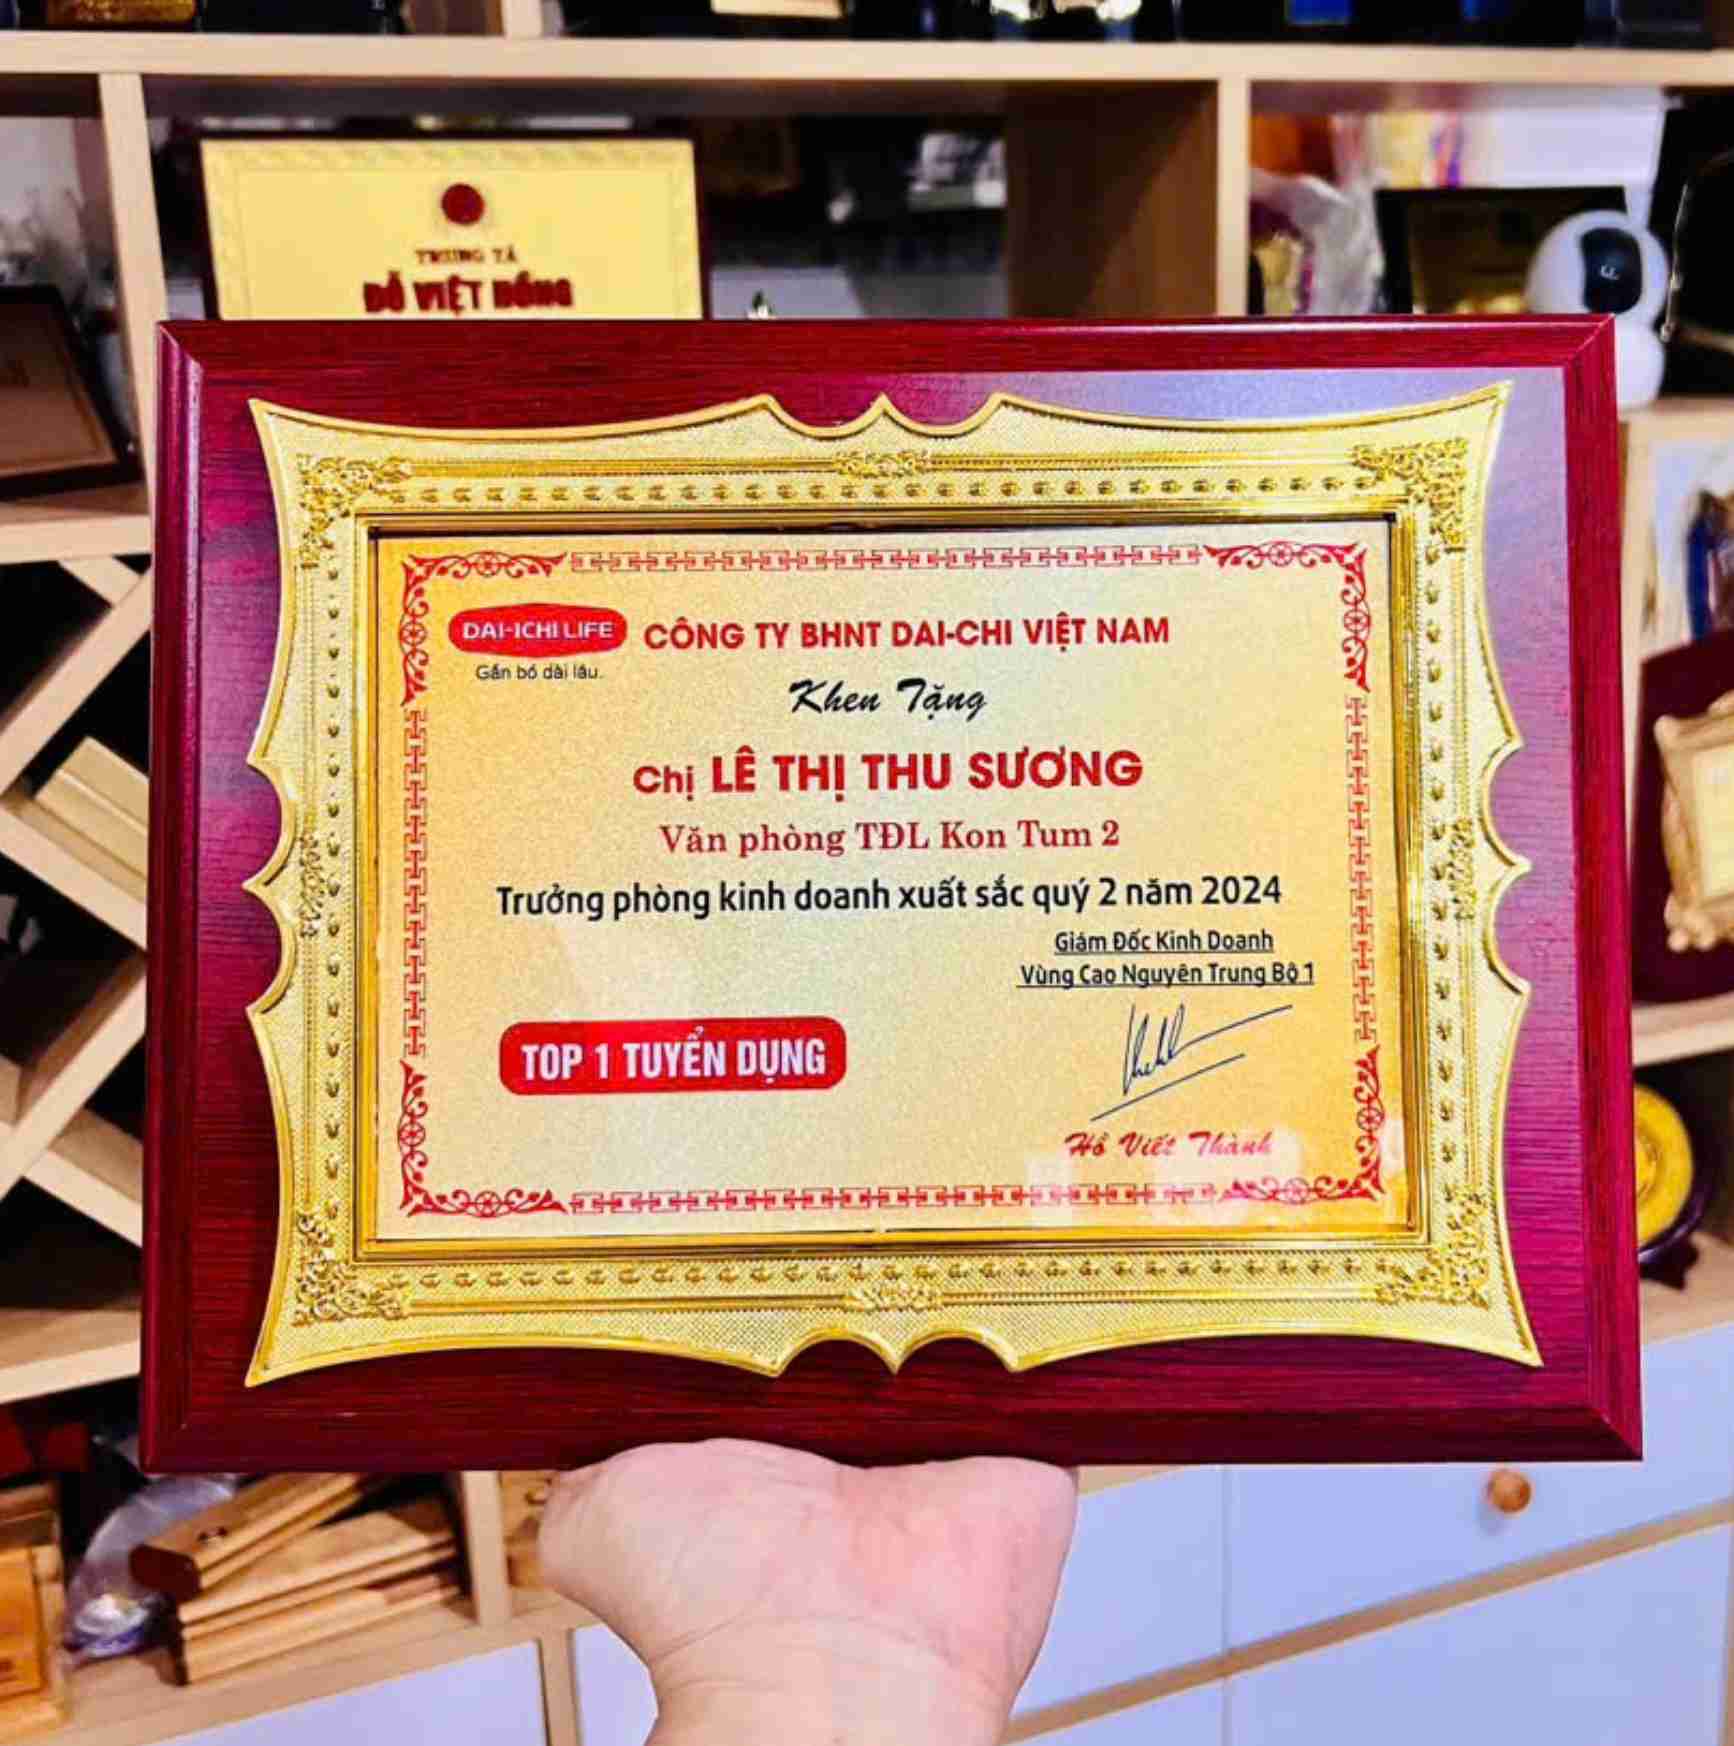 TRUNG TÁ
ĐỖ VIỆT HỒNG
DAI-ICHI LIFE
Gắn bó dài lâu.
CÔNG TY BHNT DAI-CHI VIỆT NAM
Khen Tặng
Chị LÊ THỊ THU SƯƠNG
Văn phòng TĐL Kon Tum 2
Trưởng phòng kinh doanh xuất sắc quý 2 năm 2024
Giám Đốc Kinh Doanh
Vùng Cao Nguyên Trung Bộ 1
TOP 1 TUYỂN DỤNG
Hồ Viết Thành